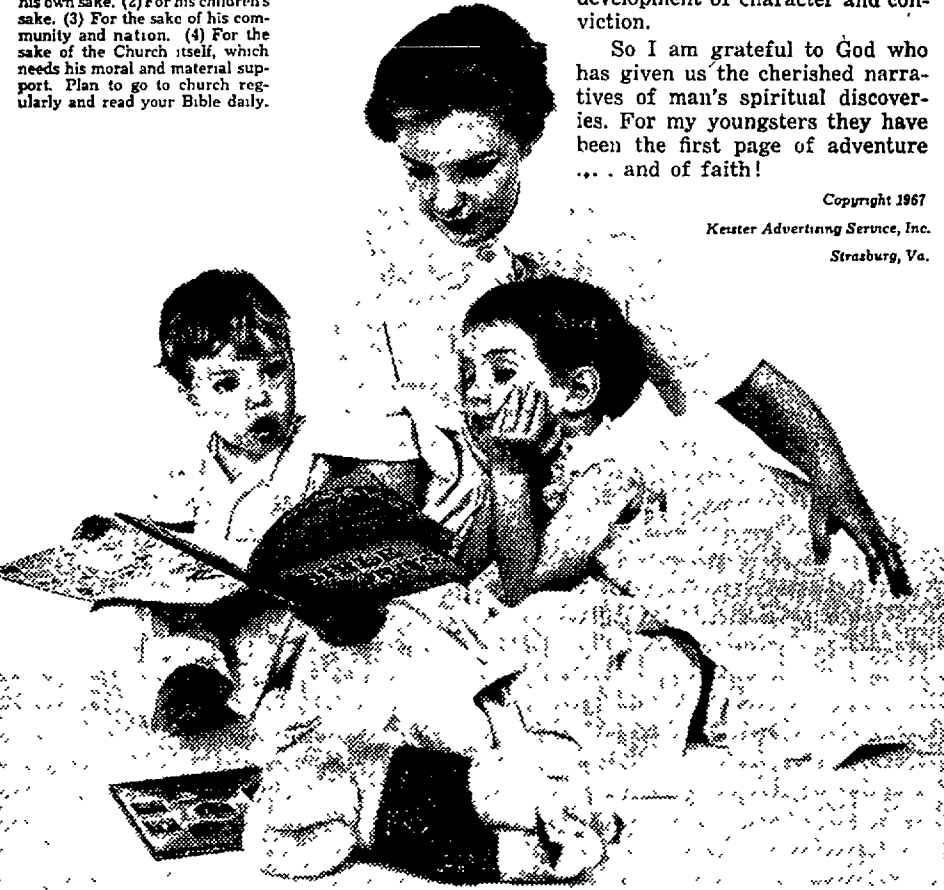 his own sake. (2) For his children's
sake. (3) For the sake of his com-
munity and nation. (4) For the
sake of the Church itself, which
needs his moral and material sup-
port. Plan to go to church reg-
ularly and read your Bible daily.
development of character and con-
viction.
So I am grateful to God who
has given us the cherished narra-
tives of man's spiritual discover-
ies. For my youngsters they have
been the first page of adventure
... . and of faith!
Copyright 1967
Keister Advertising Service, Inc.
Strasburg, Va.
BIBLE